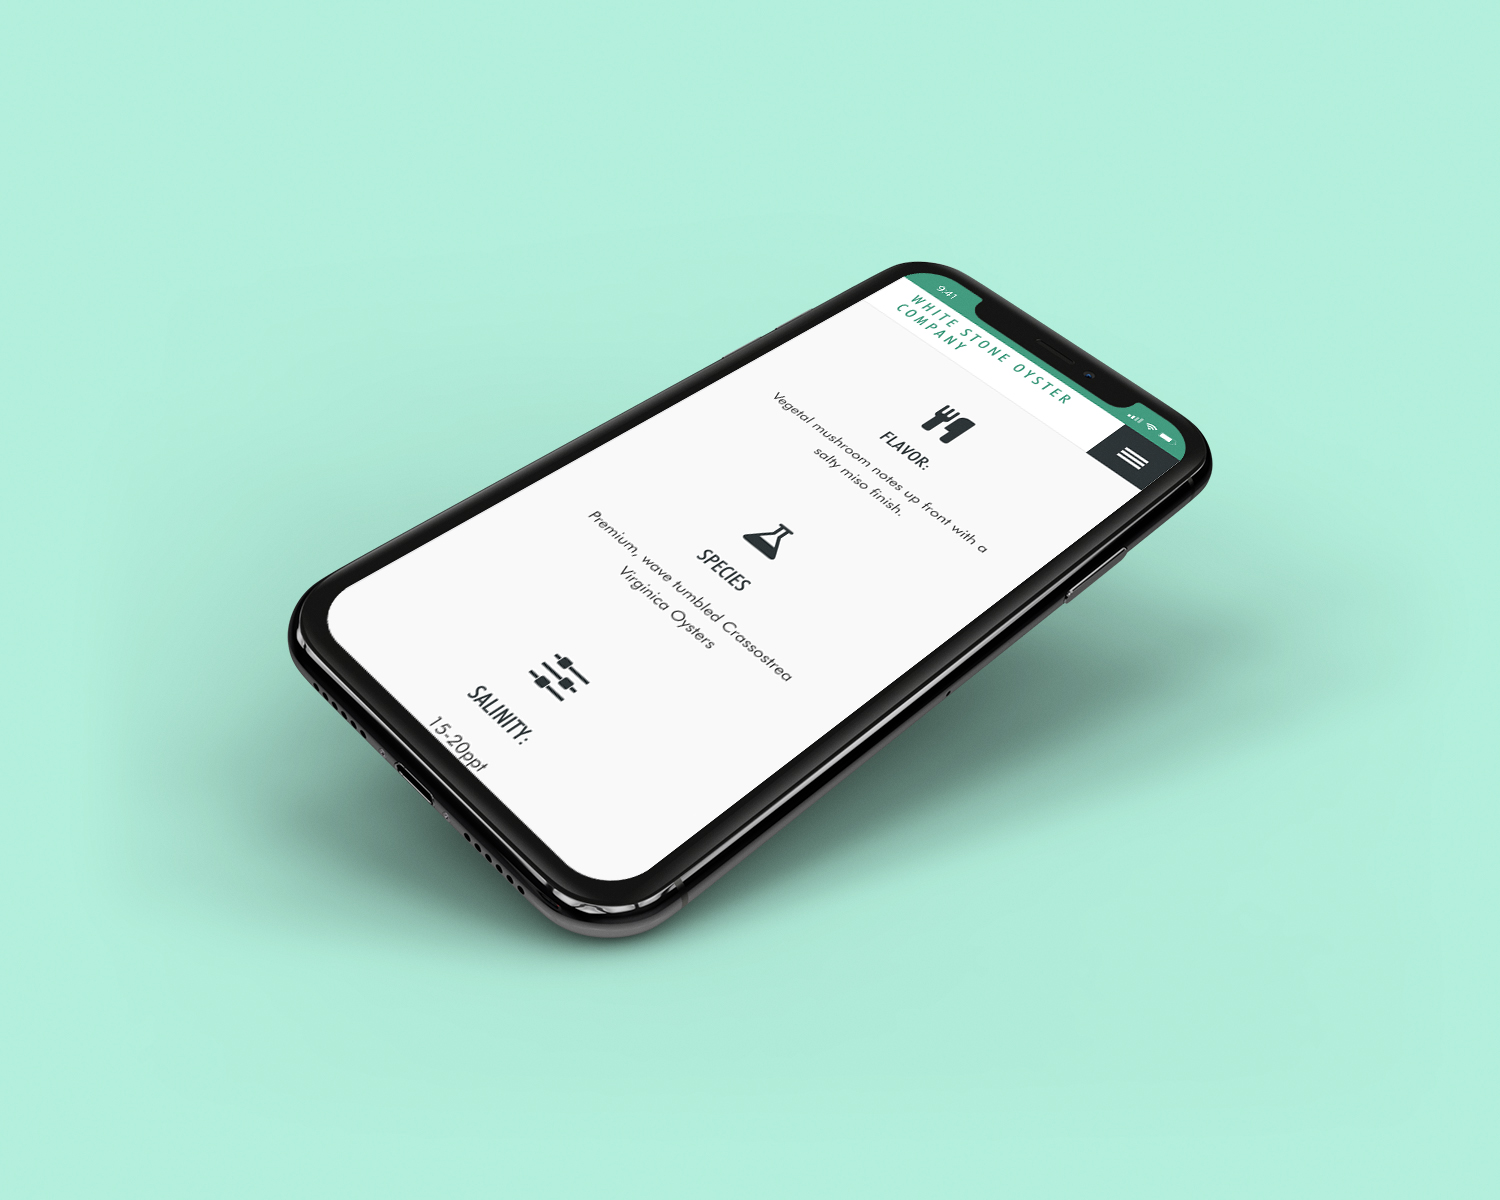 9:41
WHITE STONE OYSTER
COMPANY
FLAVOR:
Vegetal mushroom notes up front with a
salty miso finish.
SPECIES
Premium, wave tumbled Crassostrea
Virginica Oysters
SALINITY:
15-20ppt